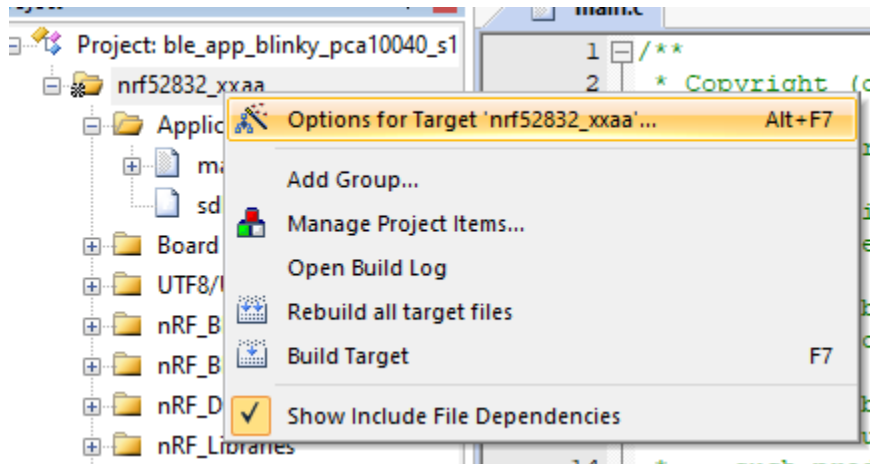 main.c
Project: ble_app_blinky_pca10040_s1
1 /**
nrf52832_xxaa
2 * Copyright (
Applic
Options for Target 'nrf52832_xxaa'... Alt+F7
Add Group...
sd
Manage Project Items...
Board
Open Build Log
UTF8/
Rebuild all target files
nRF_B
Build Target F7
nRF_B
nRF_D
Show Include File Dependencies
nRF_Libraries
14 *